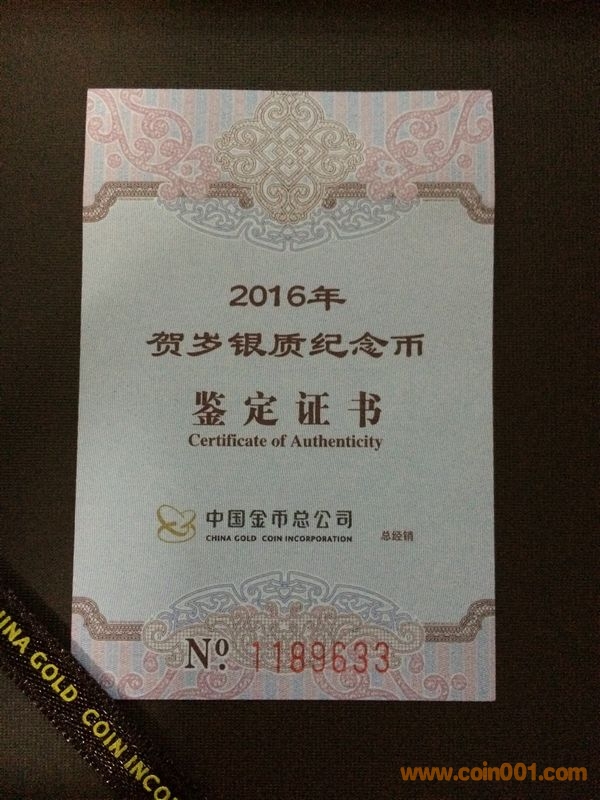 2016年
贺岁银质纪念币
鉴定证书
Certificate of Authenticity
中国金币总公司
CHINA GOLD COIN INCORPORATION
总经销
№ 1189633
CHINA GOLD COIN INCO
www.coin001.com